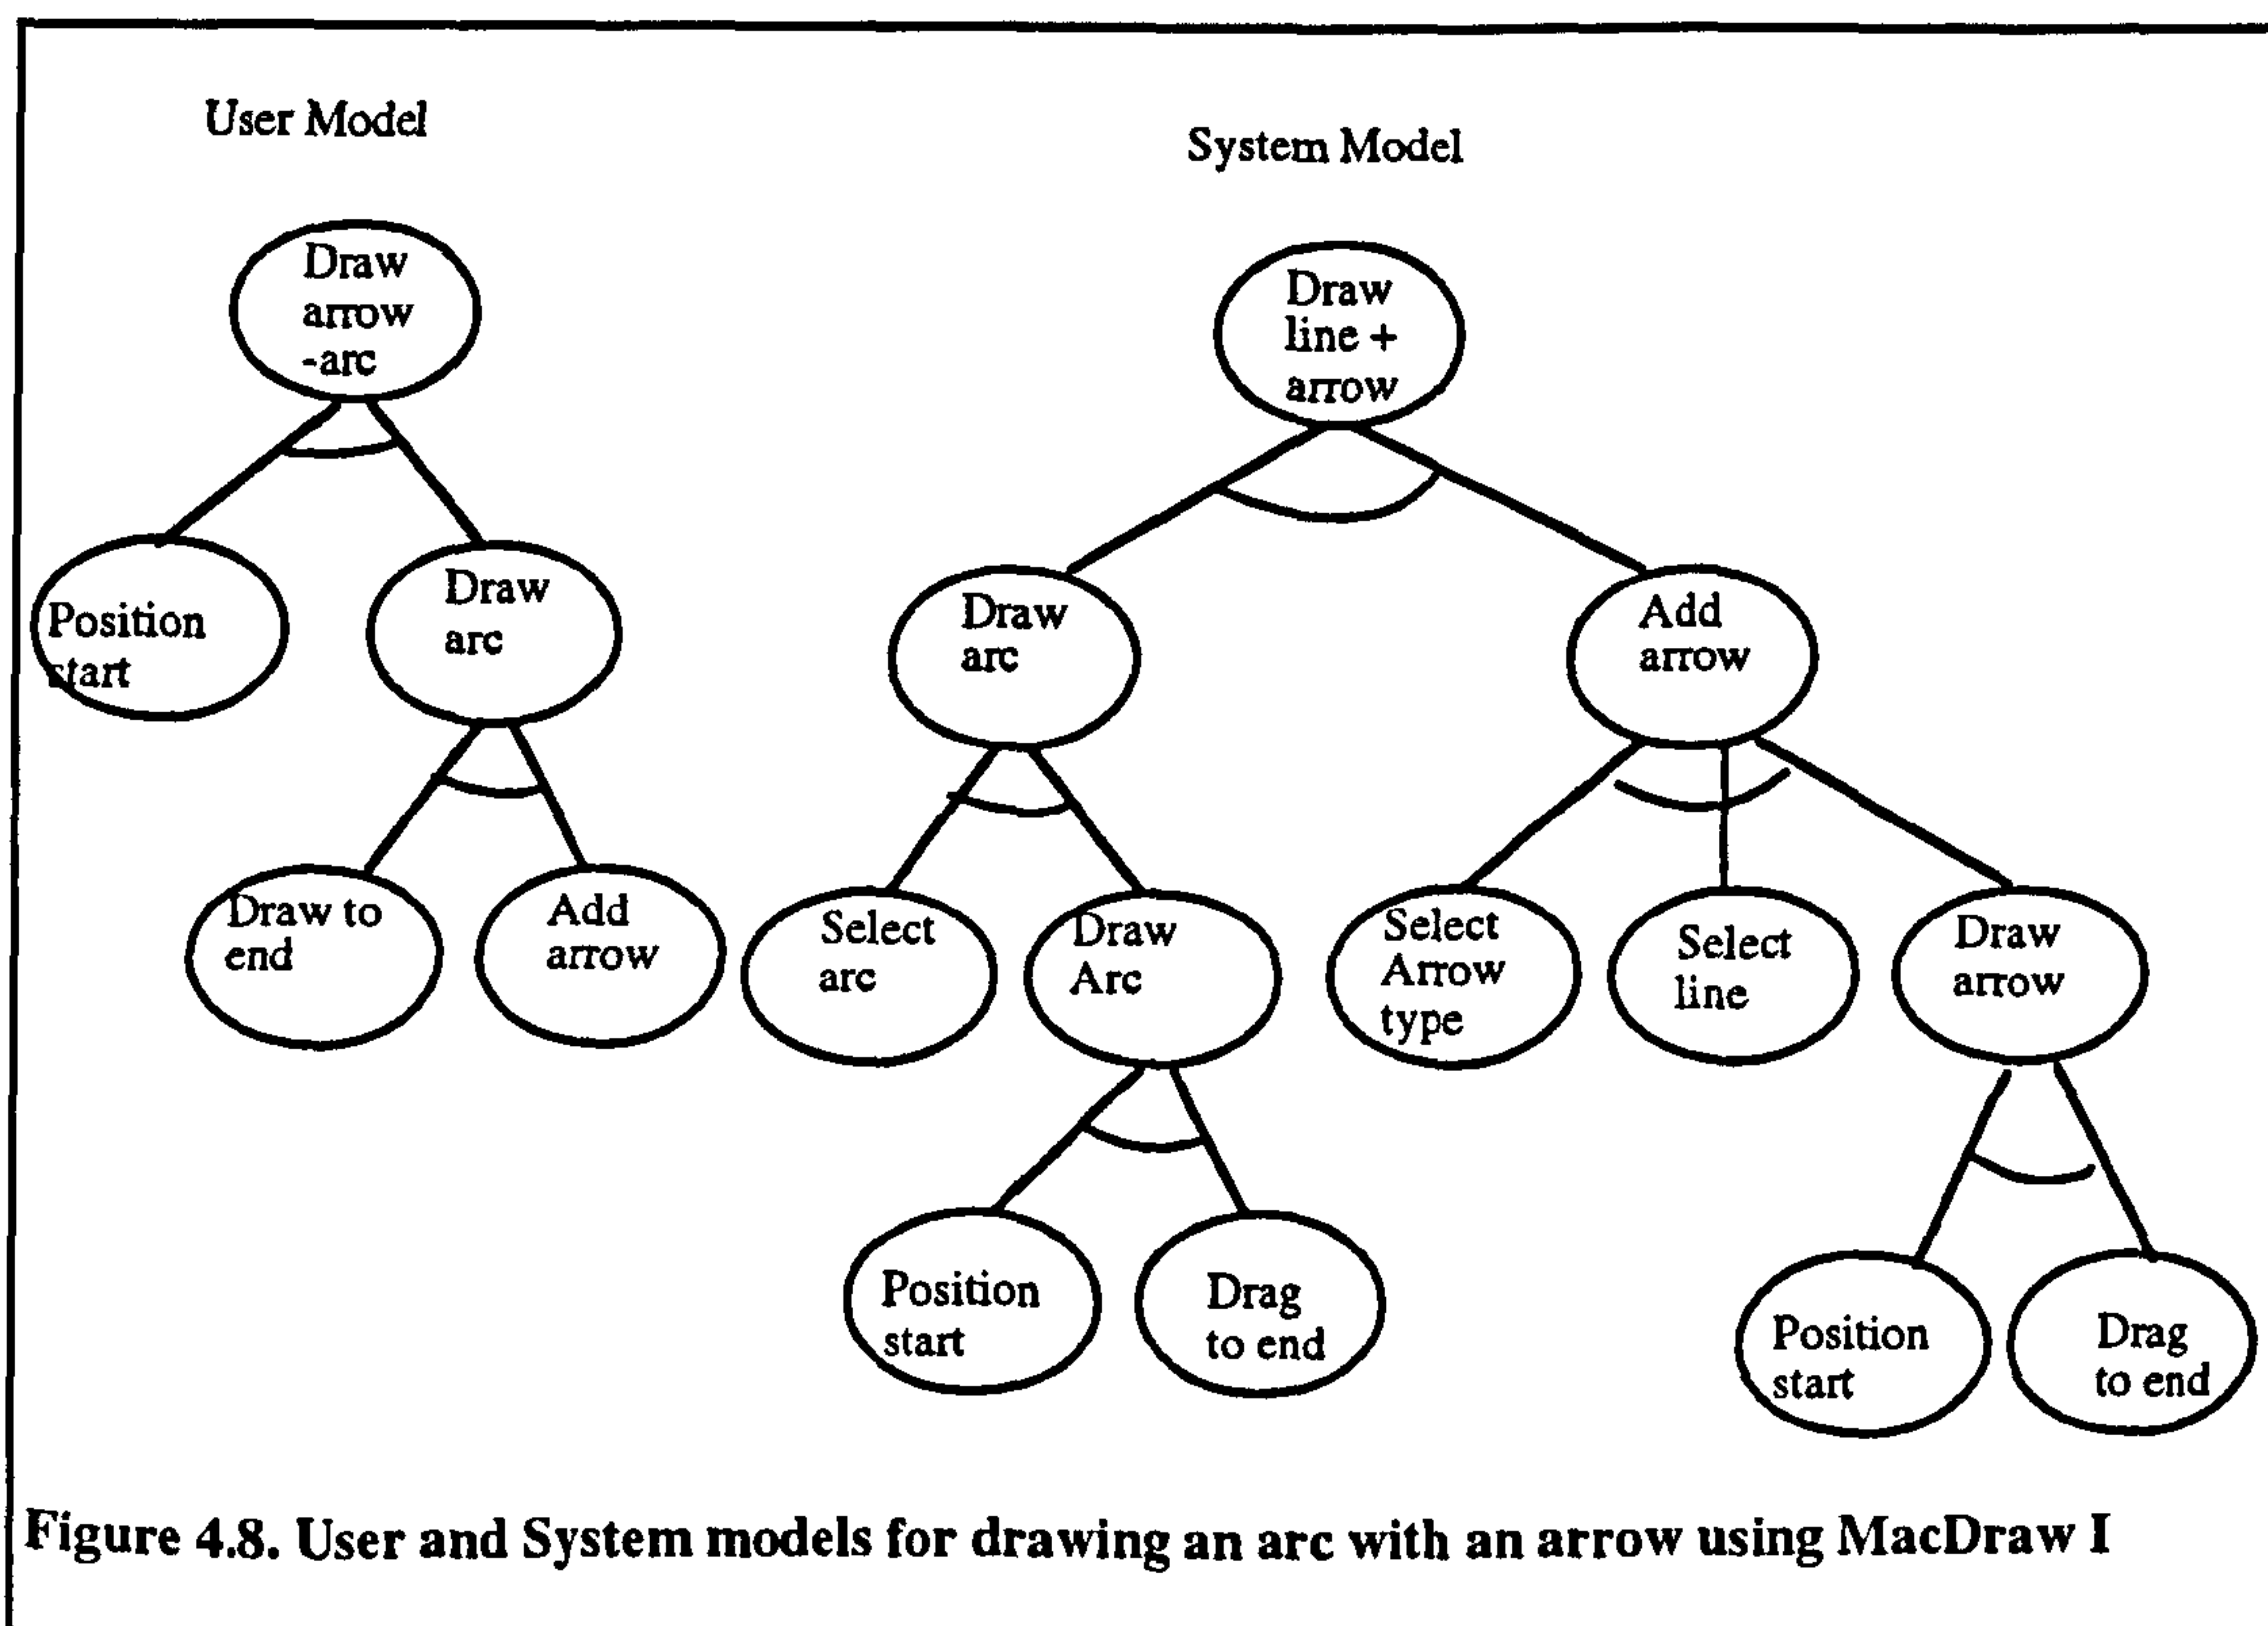 User Model
System Model
Draw
arrow
-arc
Draw
line +
arrow
Position
start
Draw
arc
Draw
arc
Add
arrow
Draw to
end
Add
arrow
Select
arc
Draw
Arc
Select
Arrow
type
Select
line
Draw
arrow
Position
start
Drag
to end
Position
start
Drag
to end
Figure 4.8. User and System models for drawing an arc with an arrow using MacDraw I